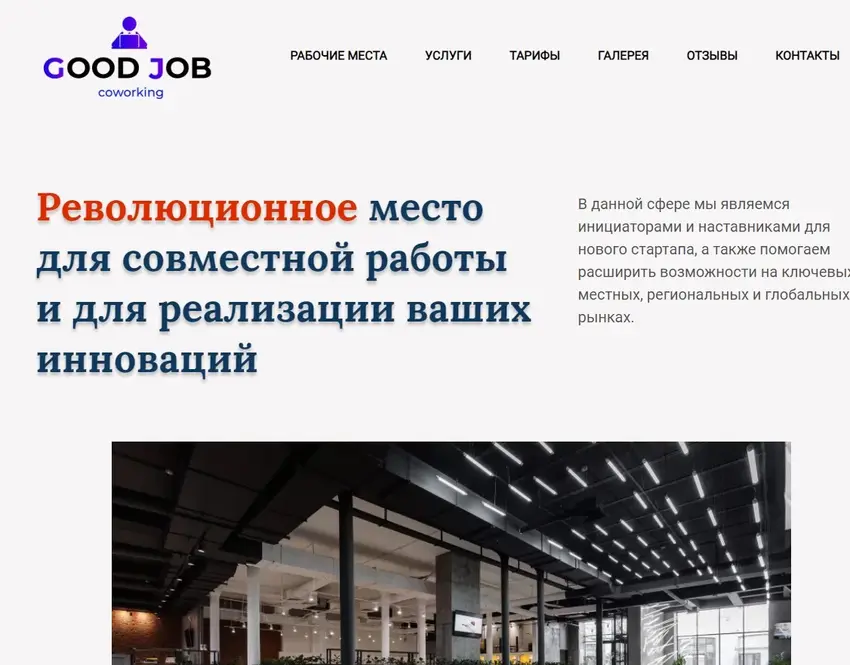 GOOD JOB
coworking
РАБОЧИЕ МЕСТА УСЛУГИ ТАРИФЫ ГАЛЕРЕЯ ОТЗЫВЫ КОНТАКТЫ
Революционное место
для совместной работы
и для реализации ваших
инноваций
В данной сфере мы являемся
инициаторами и наставниками для
нового стартапа, а также помогаем
расширить возможности на ключевых
местных, региональных и глобальных
рынках.